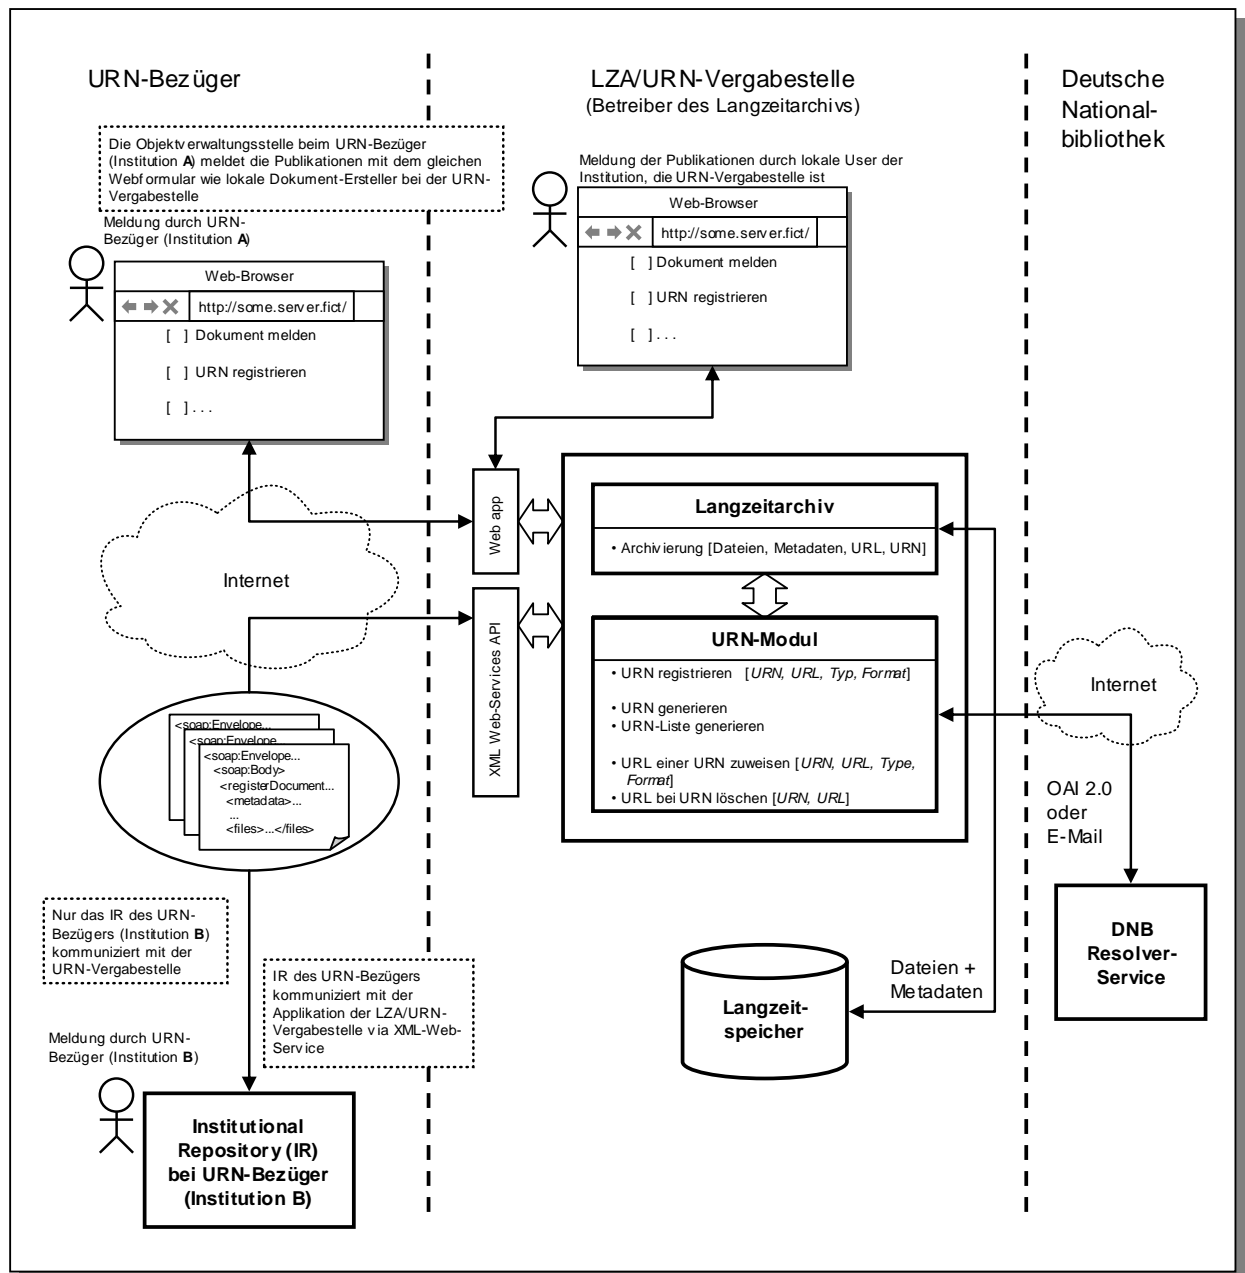 URN-Bezüger
LZA/URN-Vergabestelle
(Betreiber des Langzeitarchivs)
Deutsche
National-
bibliothek
Die Objektverwaltungsstelle beim URN-Bezüger
(Institution A) meldet die Publikationen mit dem gleichen
Webformular wie lokale Dokument-Ersteller bei der URN-
Vergabestelle
Meldung durch URN-
Bezüger (Institution A)
Web-Browser
http://some.server.fict/
[ ] Dokument melden
[ ] URN registrieren
[ ] . . .
Meldung der Publikationen durch lokale User der
Institution, die URN-Vergabestelle ist
Web-Browser
http://some.server.fict/
[ ] Dokument melden
[ ] URN registrieren
[ ] . . .
Internet
Web app
XML Web-Services API
Langzeitarchiv
• Archivierung [Dateien, Metadaten, URL, URN]
URN-Modul
• URN registrieren [URN, URL, Typ, Format]
• URN generieren
• URN-Liste generieren
• URL einer URN zuweisen [URN, URL, Type,
Format]
• URL bei URN löschen [URN, URL]
Internet
OAI 2.0
oder
E-Mail
DNB
Resolver-
Service
<soap:Envelope...
<soap:Envelope...
<soap:Envelope...
<soap:Body>
<registerDocument...
<metadata>...
...
<files>...</files>
Nur das IR des URN-
Bezügers (Institution B)
kommuniziert mit der
URN-Vergabestelle
IR des URN-Bezügers
kommuniziert mit der
Applikation der LZA/URN-
Vergabestelle via XML-Web-
Service
Meldung durch URN-
Bezüger (Institution B)
Institutional
Repository (IR)
bei URN-Bezüger
(Institution B)
Langzeit-
speicher
Dateien +
Metadaten